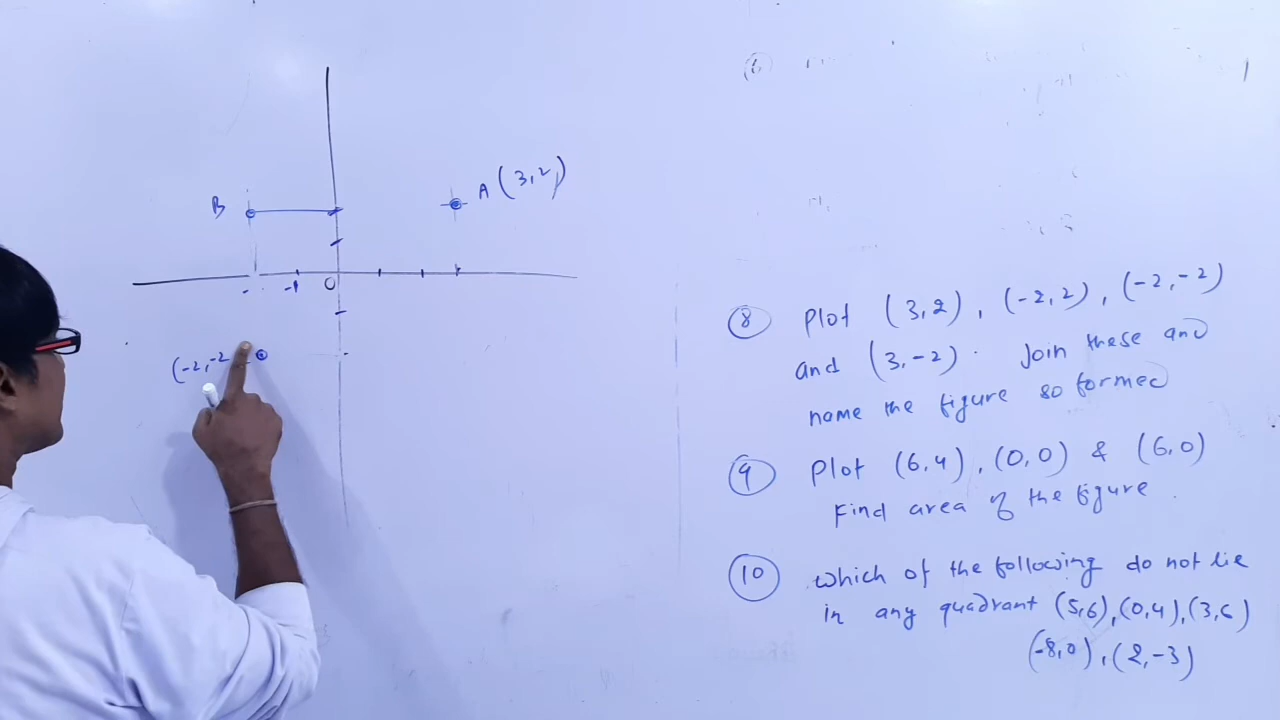 A (3,2)
B
-1
O
(-2,-2
8 Plot (3,2), (-2,2), (-2,-2)
and (3,-2). Join these and
name the figure so formed
9 Plot (6,4), (0,0) & (6,0)
Find area of the figure.
10 which of the following do not lie
in any quadrant (5,6), (0,4), (3,6)
(-8,0), (2,-3)